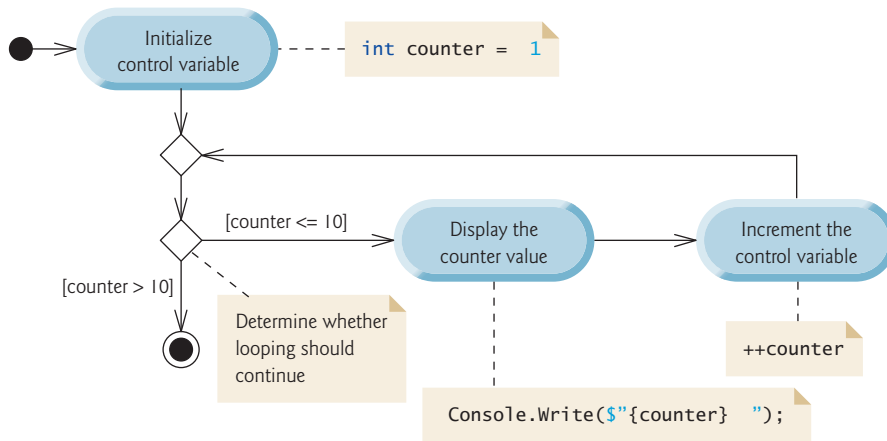 Initialize
control variable
int counter =  1
[counter <= 10]
Display the
counter value
Increment the
control variable
[counter > 10]
Determine whether
looping should
continue
++counter
Console.Write($”{counter}  ”);